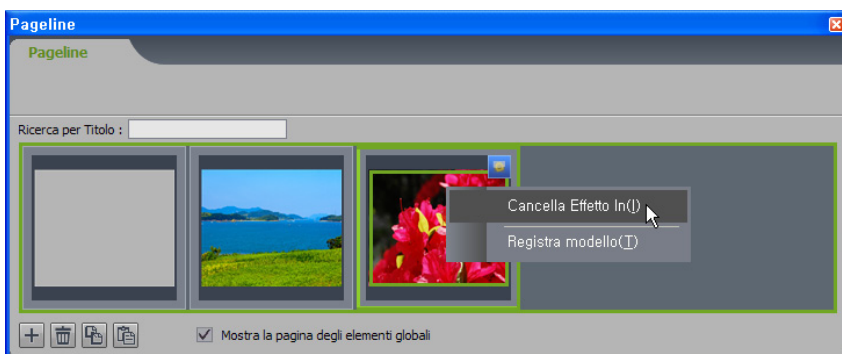 Pageline
Pageline
Ricerca per Titolo :
Cancella Effetto In(I)
Registra modello(T)
Mostra la pagina degli elementi globali